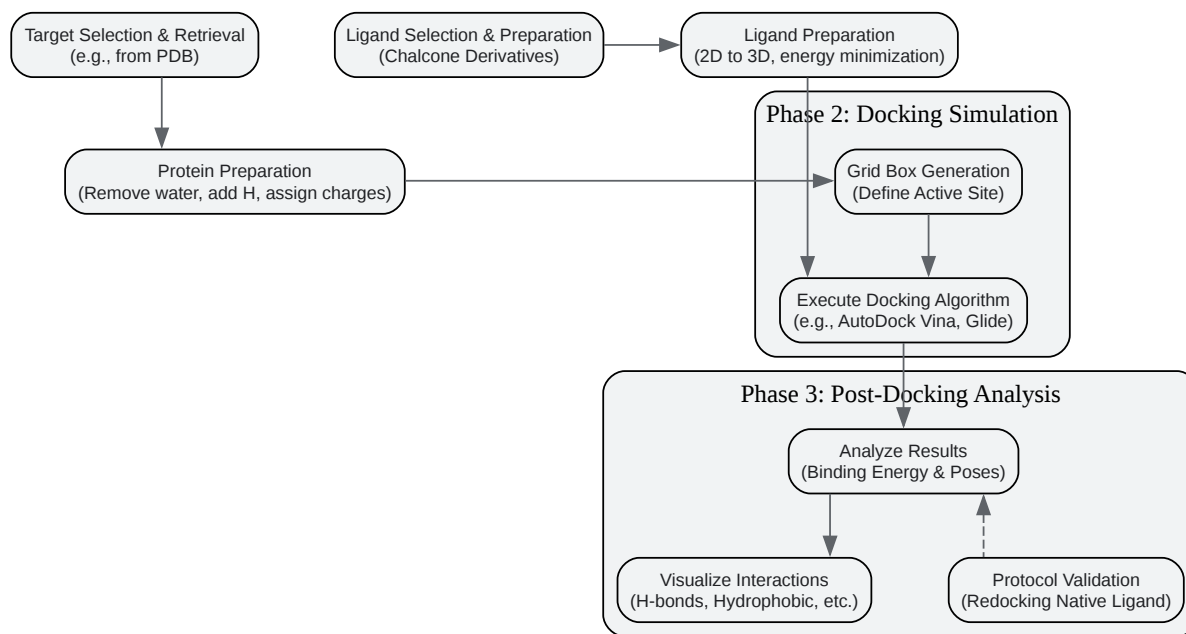 Target Selection & Retrieval
(e.g., from PDB)
Ligand Selection & Preparation
(Chalcone Derivatives)
Ligand Preparation
(2D to 3D, energy minimization)
Phase 2: Docking Simulation
Protein Preparation
(Remove water, add H, assign charges)
Grid Box Generation
(Define Active Site)
Execute Docking Algorithm
(e.g., AutoDock Vina, Glide)
Phase 3: Post-Docking Analysis
Analyze Results
(Binding Energy & Poses)
Visualize Interactions
(H-bonds, Hydrophobic, etc.)
Protocol Validation
(Redocking Native Ligand)